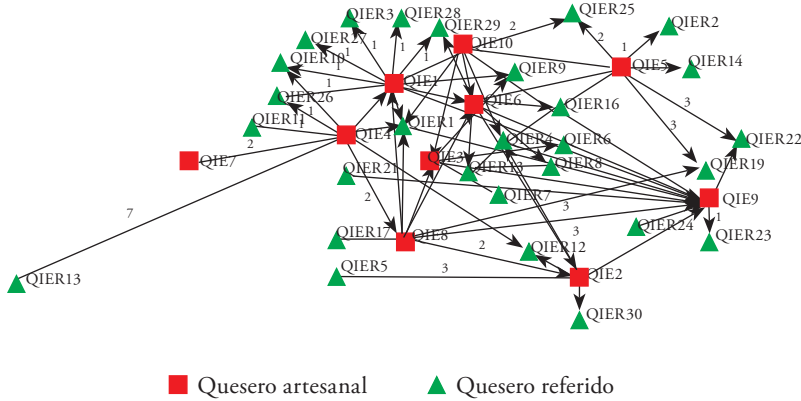 QIER3
QIER28
QIER29
2
QIER25
QIER2
QIER27
1
1
1
QIE10
QIER10
1
QIER9
1
QIE5
QIER14
1
QIE1
QIER26
1
QIE6
QIER16
3
QIER11
1
QIE4
QIER1
3
QIER22
2
QIER4
QIER6
QIE7
QIE3
QIER13
QIER8
QIER19
QIER21
7
2
QIER7
3
QIE9
1
QIER17
QIE8
2
QIER12
3
QIER24
QIER23
QIER13
QIER5
3
QIE2
QIER30
Quesero artesanal
Quesero referido